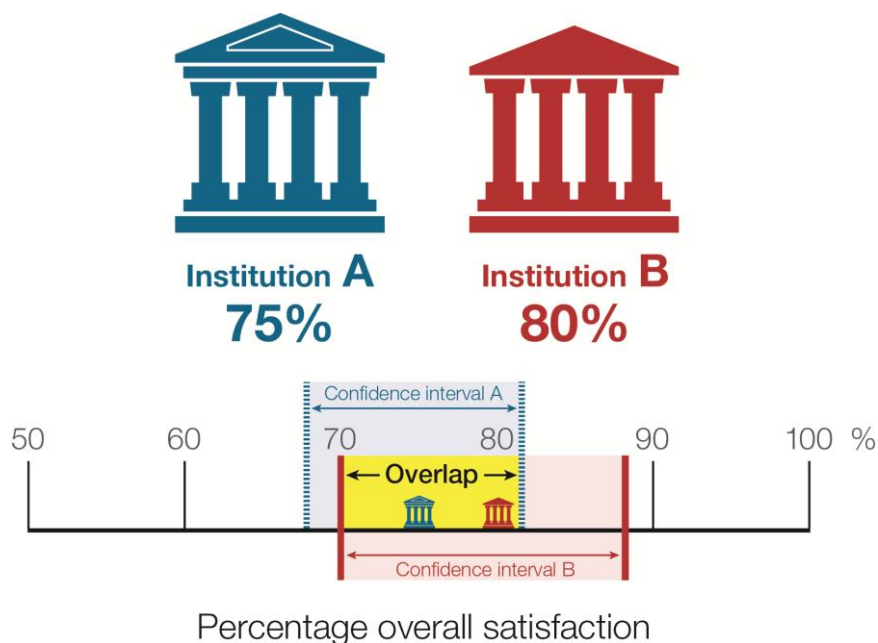 Institution A
75%
Institution B
80%
Confidence interval A
50 60 70 80 90 100 %
Overlap
Confidence interval B
Percentage overall satisfaction